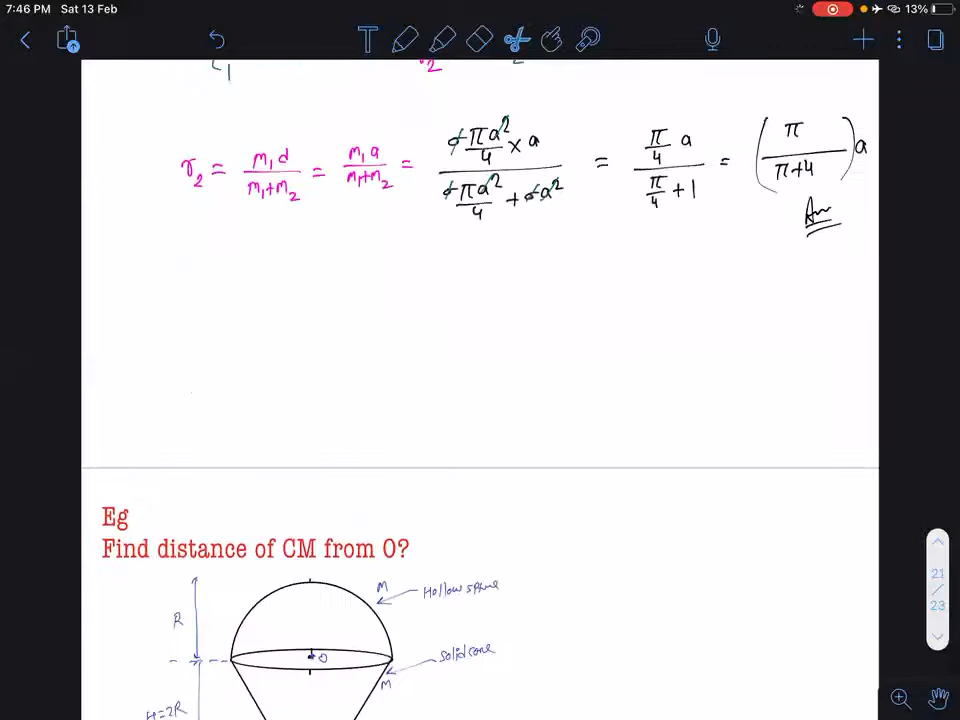 7:46 PM Sat 13 Feb
13%
r₂ = m₁d / (m₁+m₂) = m₁a / (m₁+m₂) = (σπa²/4 × a) / (σπa²/4 + σa²) = (π/4 a) / (π/4 + 1) = (π / (π+4)) a
Ans
Eg
Find distance of CM from O?
M
Hollow sphere
R
O
solid cone
M
H=2R
21
/
23